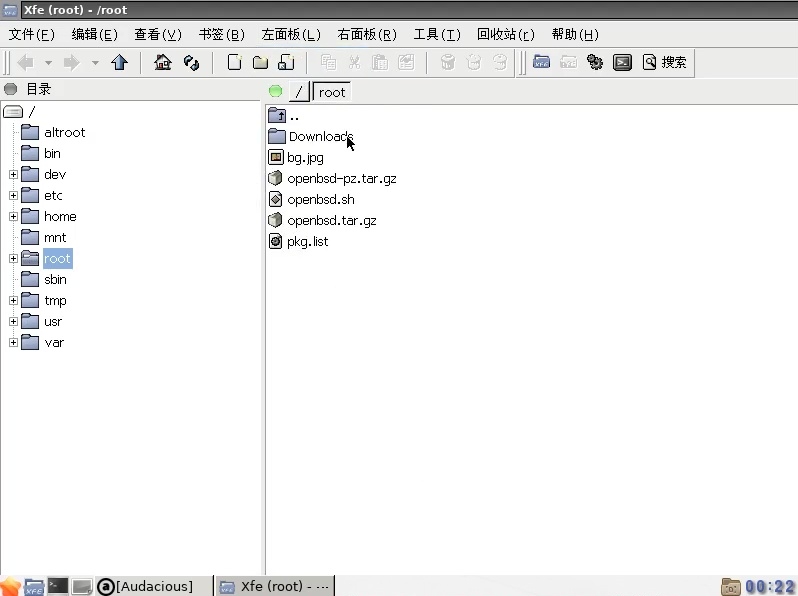 Xfe (root) - /root
文件(F) 编辑(E) 查看(V) 书签(B) 左面板(L) 右面板(R) 工具(T) 回收站(r) 帮助(H)
搜索
目录
/ root
/
altroot
bin
dev
etc
home
mnt
root
sbin
tmp
usr
var
..
Downloads
bg.jpg
openbsd-pz.tar.gz
openbsd.sh
openbsd.tar.gz
pkg.list
[Audacious] Xfe (root) - ··· 00:22